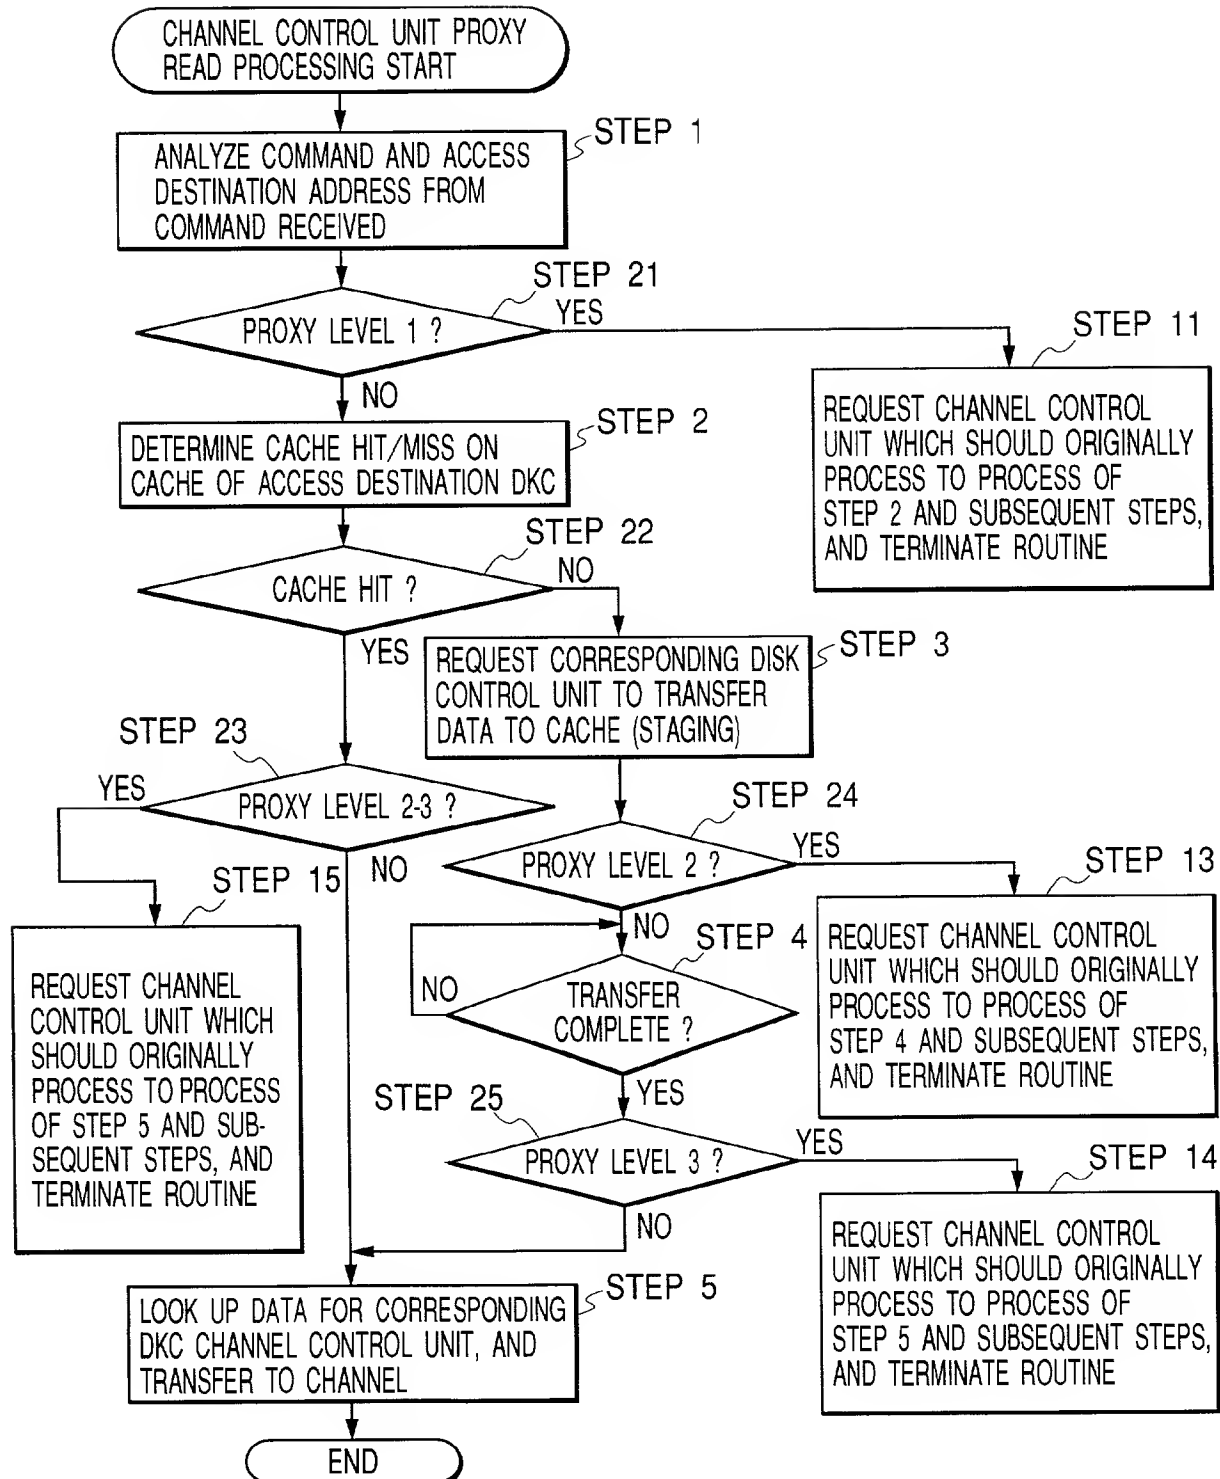 CHANNEL CONTROL UNIT PROXY
READ PROCESSING START
STEP 1
ANALYZE COMMAND AND ACCESS
DESTINATION ADDRESS FROM
COMMAND RECEIVED
STEP 21
PROXY LEVEL 1 ?
YES
NO
STEP 11
REQUEST CHANNEL CONTROL
UNIT WHICH SHOULD ORIGINALLY
PROCESS TO PROCESS OF
STEP 2 AND SUBSEQUENT STEPS,
AND TERMINATE ROUTINE
STEP 2
DETERMINE CACHE HIT/MISS ON
CACHE OF ACCESS DESTINATION DKC
STEP 22
CACHE HIT ?
NO
YES
STEP 3
REQUEST CORRESPONDING DISK
CONTROL UNIT TO TRANSFER
DATA TO CACHE (STAGING)
STEP 23
YES
PROXY LEVEL 2-3 ?
NO
STEP 24
PROXY LEVEL 2 ?
YES
NO
STEP 13
REQUEST CHANNEL CONTROL
UNIT WHICH SHOULD ORIGINALLY
PROCESS TO PROCESS OF
STEP 4 AND SUBSEQUENT STEPS,
AND TERMINATE ROUTINE
STEP 15
REQUEST CHANNEL
CONTROL UNIT WHICH
SHOULD ORIGINALLY
PROCESS TO PROCESS
OF STEP 5 AND SUB-
SEQUENT STEPS, AND
TERMINATE ROUTINE
STEP 4
NO
TRANSFER
COMPLETE ?
YES
STEP 25
PROXY LEVEL 3 ?
YES
NO
STEP 14
REQUEST CHANNEL CONTROL
UNIT WHICH SHOULD ORIGINALLY
PROCESS TO PROCESS OF
STEP 5 AND SUBSEQUENT STEPS,
AND TERMINATE ROUTINE
STEP 5
LOOK UP DATA FOR CORRESPONDING
DKC CHANNEL CONTROL UNIT, AND
TRANSFER TO CHANNEL
END